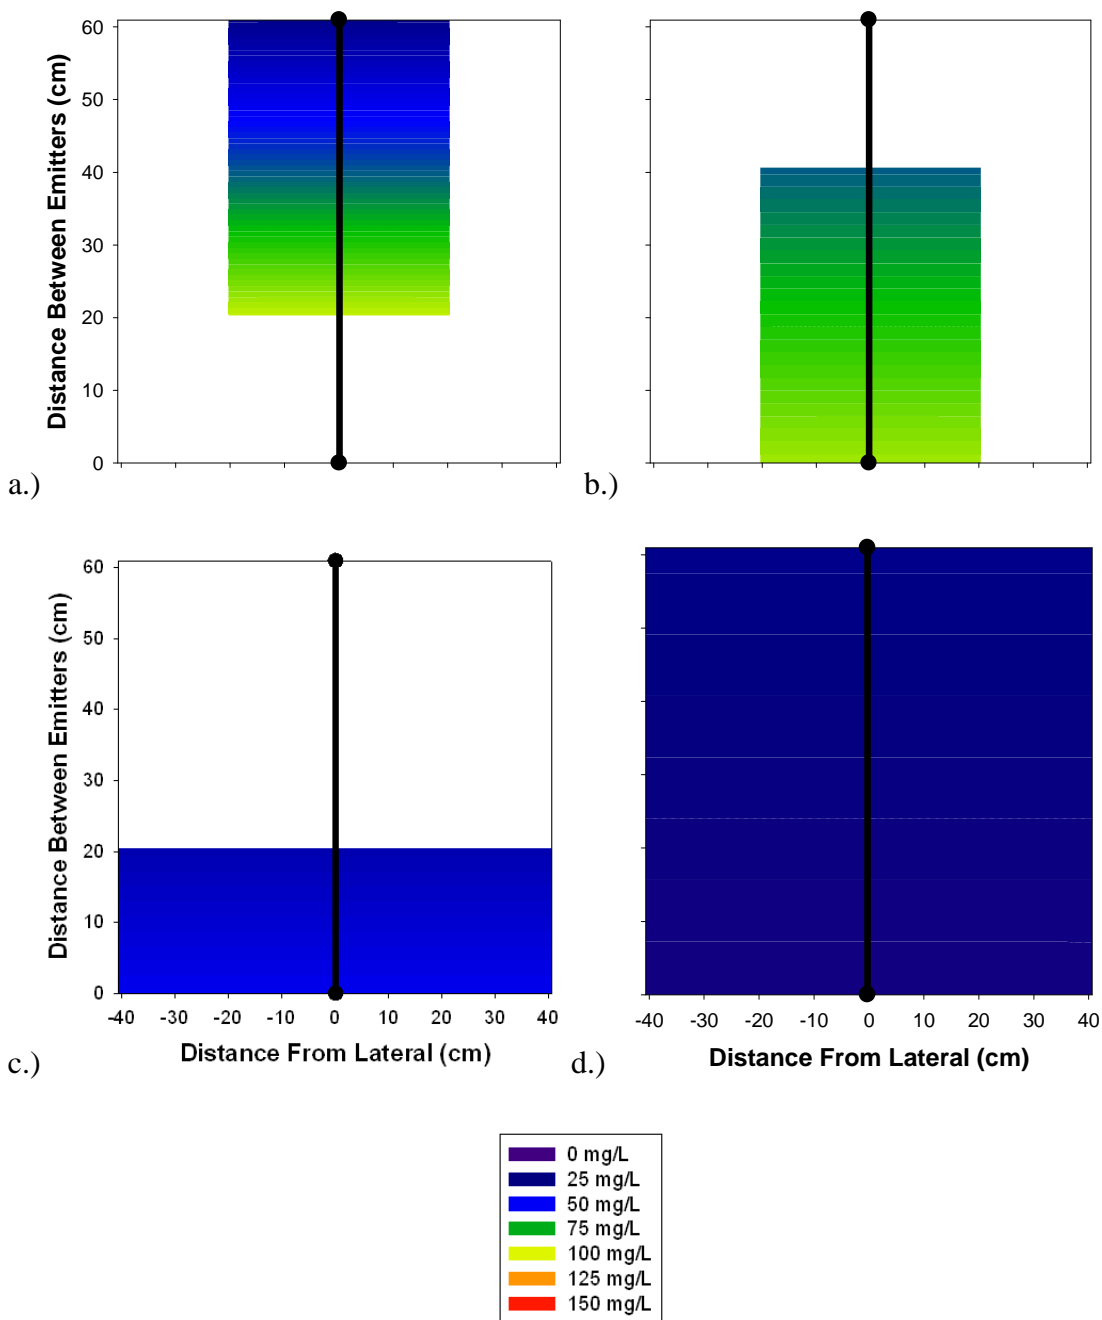 Distance Between Emitters (cm)
60
50
40
30
20
10
0
a.)
b.)
Distance Between Emitters (cm)
60
50
40
30
20
10
0
-40 -30 -20 -10 0 10 20 30 40
Distance From Lateral (cm)
c.)
-40 -30 -20 -10 0 10 20 30 40
Distance From Lateral (cm)
d.)
0 mg/L
25 mg/L
50 mg/L
75 mg/L
100 mg/L
125 mg/L
150 mg/L